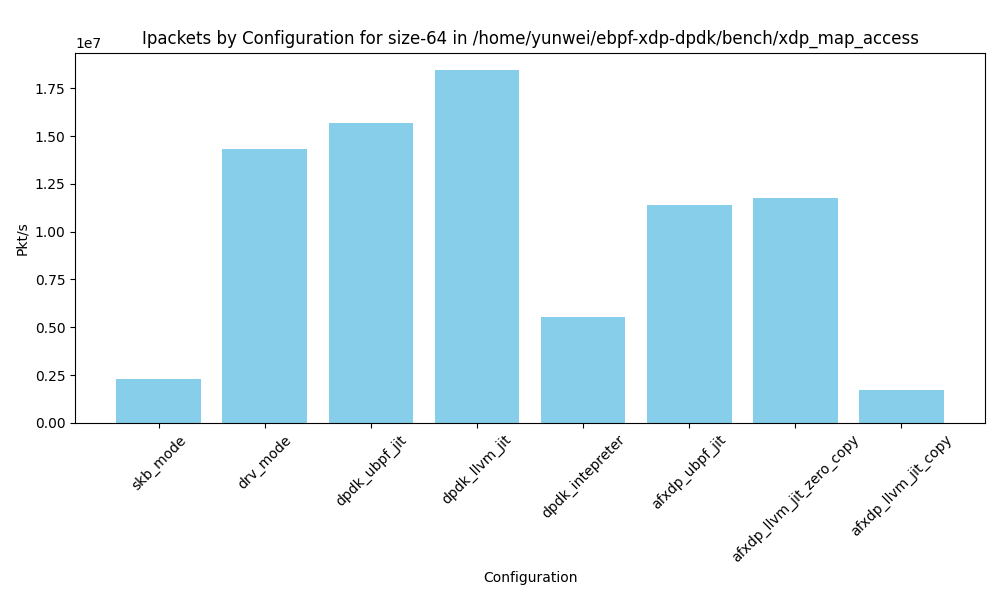 Ipackets by Configuration for size-64 in /home/yunwei/ebpf-xdp-dpdk/bench/xdp_map_access
1e7
1.75
1.50
1.25
1.00
0.75
0.50
0.25
0.00
Pkt/s
skb_mode
drv_mode
dpdk_ubpf_jit
dpdk_llvm_jit
dpdk_intepreter
afxdp_ubpf_jit
afxdp_llvm_jit_zero_copy
afxdp_llvm_jit_copy
Configuration